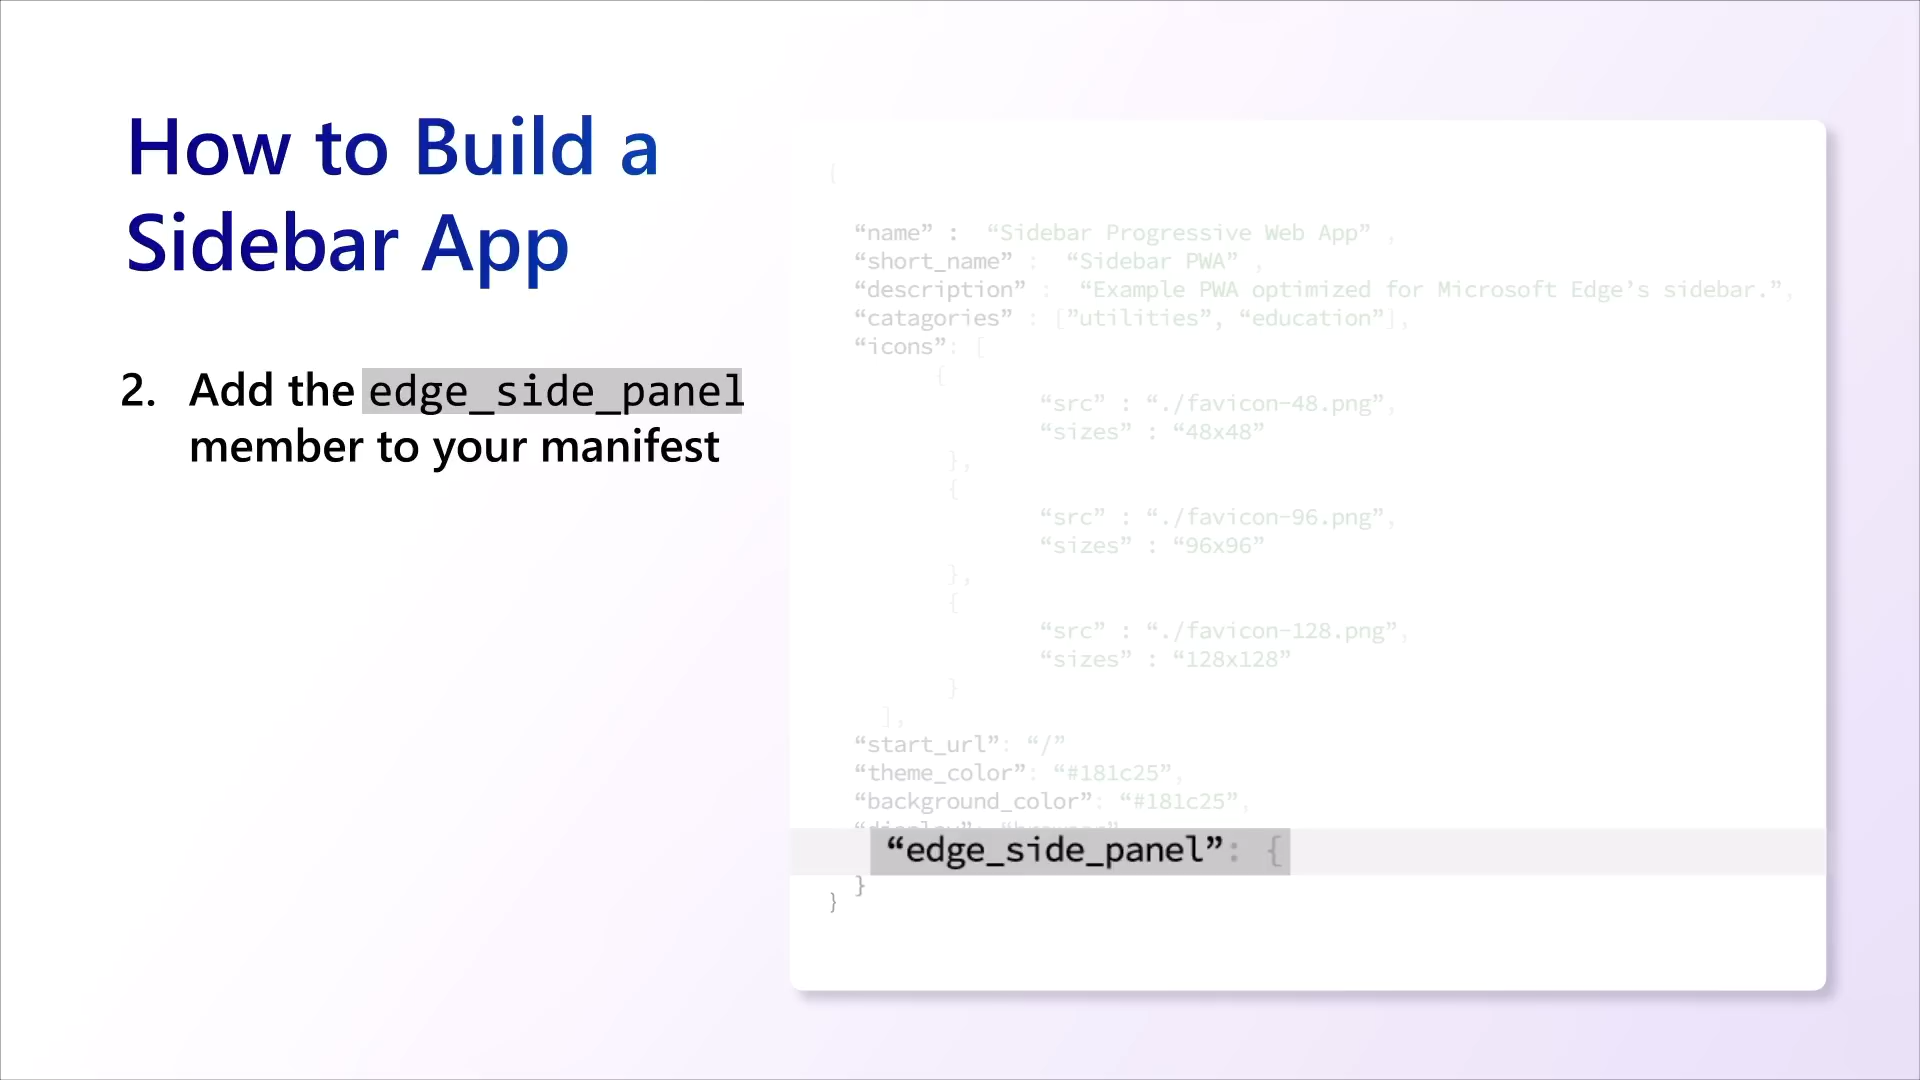 How to Build a
Sidebar App
2. Add the edge_side_panel
member to your manifest
{
“name” : “Sidebar Progressive Web App” ,
“short_name” : “Sidebar PWA” ,
“description” : “Example PWA optimized for Microsoft Edge’s sidebar.”,
“catagories” : [”utilities”, “education”],
“icons”: [
{
“src” : “./favicon-48.png”,
“sizes” : “48x48”
},
{
“src” : “./favicon-96.png”,
“sizes” : “96x96”
},
{
“src” : “./favicon-128.png”,
“sizes” : “128x128”
}
],
“start_url”: “/”
“theme_color”: “#181c25”,
“background_color”: “#181c25”,
“edge_side_panel”: {
}
}